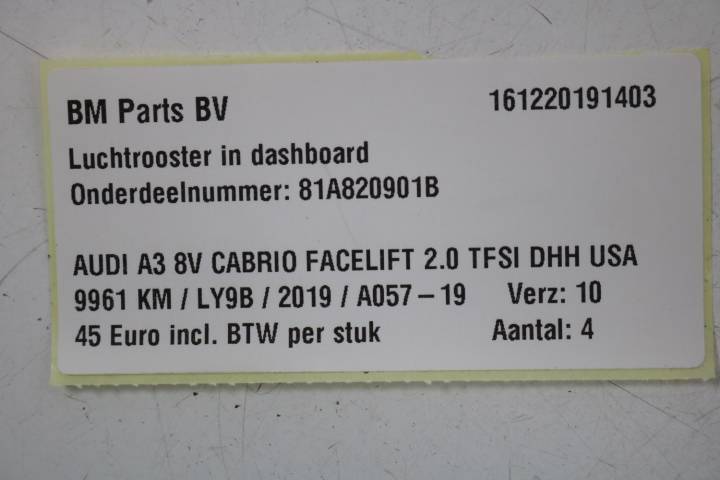 BM Parts BV 161220191403
Luchtrooster in dashboard
Onderdeelnummer: 81A820901B
AUDI A3 8V CABRIO FACELIFT 2.0 TFSI DHH USA
9961 KM / LY9B / 2019 / A057 – 19 Verz: 10
45 Euro incl. BTW per stuk Aantal: 4